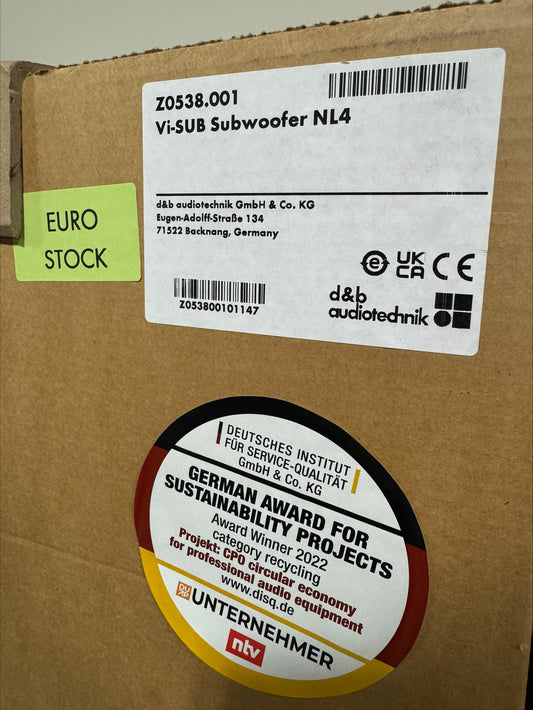 Z0538.001
Vi-SUB Subwoofer NL4
d&b audiotechnik GmbH & Co. KG
Eugen-Adolff-Straße 134
71522 Backnang, Germany
EURO
STOCK
e
UK
CA
CE
Z053800101147
d&b
audiotechnik
DEUTSCHES INSTITUT
FÜR SERVICE-QUALITÄT
GmbH & Co. KG
GERMAN AWARD FOR
SUSTAINABILITY PROJECTS
Award Winner 2022
category recycling
Projekt: CPO circular economy
for professional audio equipment
www.disq.de
DUB
UNTERNEHMER
ntv